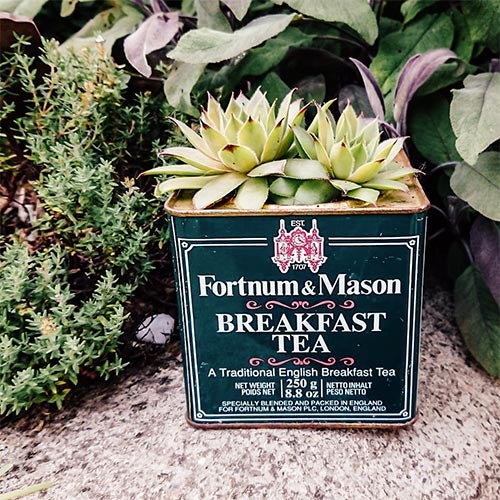 EST.
1707
Fortnum & Mason
BREAKFAST
TEA
A Traditional English Breakfast Tea
NET WEIGHT 250 g NETTO INHALT
POIDS NET 8.8 oz PESO NETTO
SPECIALLY BLENDED AND PACKED IN ENGLAND
FOR FORTNUM & MASON PLC, LONDON, ENGLAND